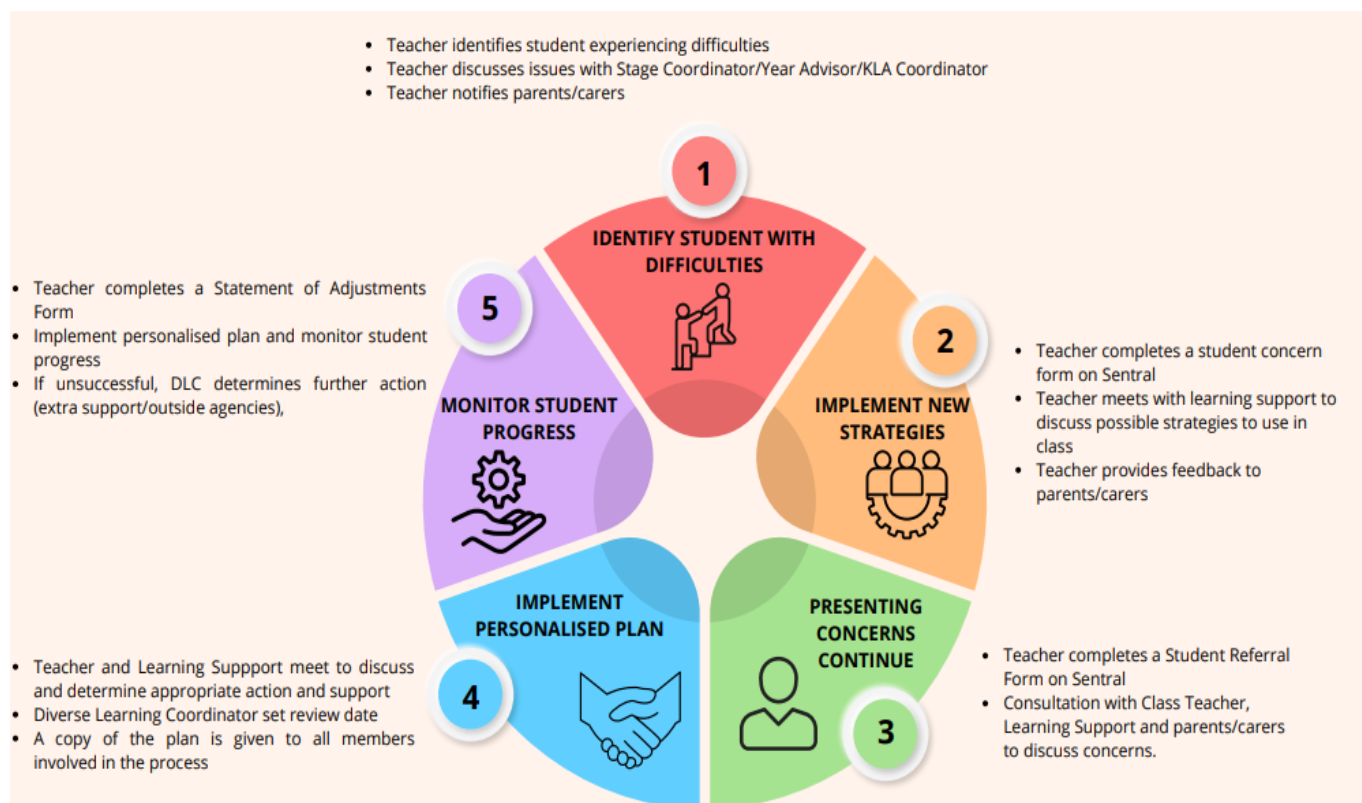 • Teacher identifies student experiencing difficulties
• Teacher discusses issues with Stage Coordinator/Year Advisor/KLA Coordinator
• Teacher notifies parents/carers
1
IDENTIFY STUDENT WITH
DIFFICULTIES
2
IMPLEMENT NEW
STRATEGIES
• Teacher completes a student concern
form on Sentral
• Teacher meets with learning support to
discuss possible strategies to use in
class
• Teacher provides feedback to
parents/carers
3
PRESENTING
CONCERNS
CONTINUE
• Teacher completes a Student Referral
Form on Sentral
• Consultation with Class Teacher,
Learning Support and parents/carers
to discuss concerns.
4
IMPLEMENT
PERSONALISED PLAN
• Teacher and Learning Suppport meet to discuss
and determine appropriate action and support
• Diverse Learning Coordinator set review date
• A copy of the plan is given to all members
involved in the process
5
MONITOR STUDENT
PROGRESS
• Teacher completes a Statement of Adjustments
Form
• Implement personalised plan and monitor student
progress
• If unsuccessful, DLC determines further action
(extra support/outside agencies),